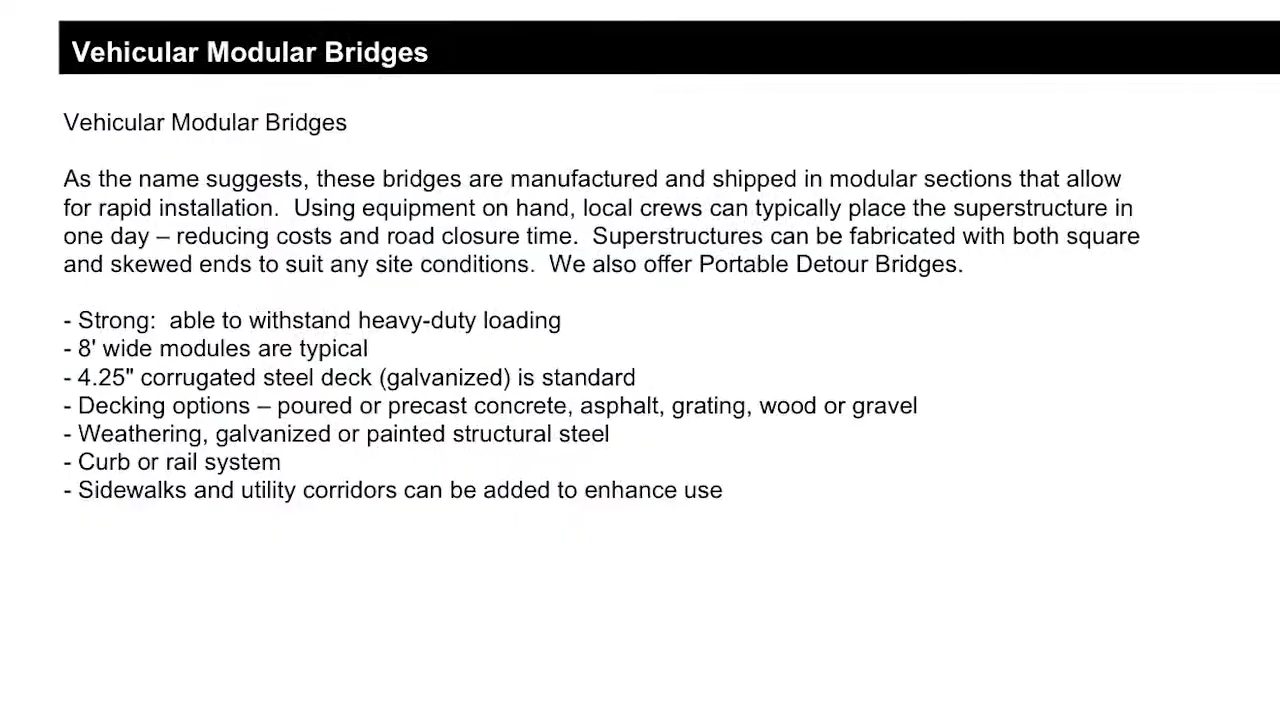 Vehicular Modular Bridges
Vehicular Modular Bridges
As the name suggests, these bridges are manufactured and shipped in modular sections that allow
for rapid installation.  Using equipment on hand, local crews can typically place the superstructure in
one day – reducing costs and road closure time.  Superstructures can be fabricated with both square
and skewed ends to suit any site conditions.  We also offer Portable Detour Bridges.
- Strong:  able to withstand heavy-duty loading
- 8' wide modules are typical
- 4.25" corrugated steel deck (galvanized) is standard
- Decking options – poured or precast concrete, asphalt, grating, wood or gravel
- Weathering, galvanized or painted structural steel
- Curb or rail system
- Sidewalks and utility corridors can be added to enhance use